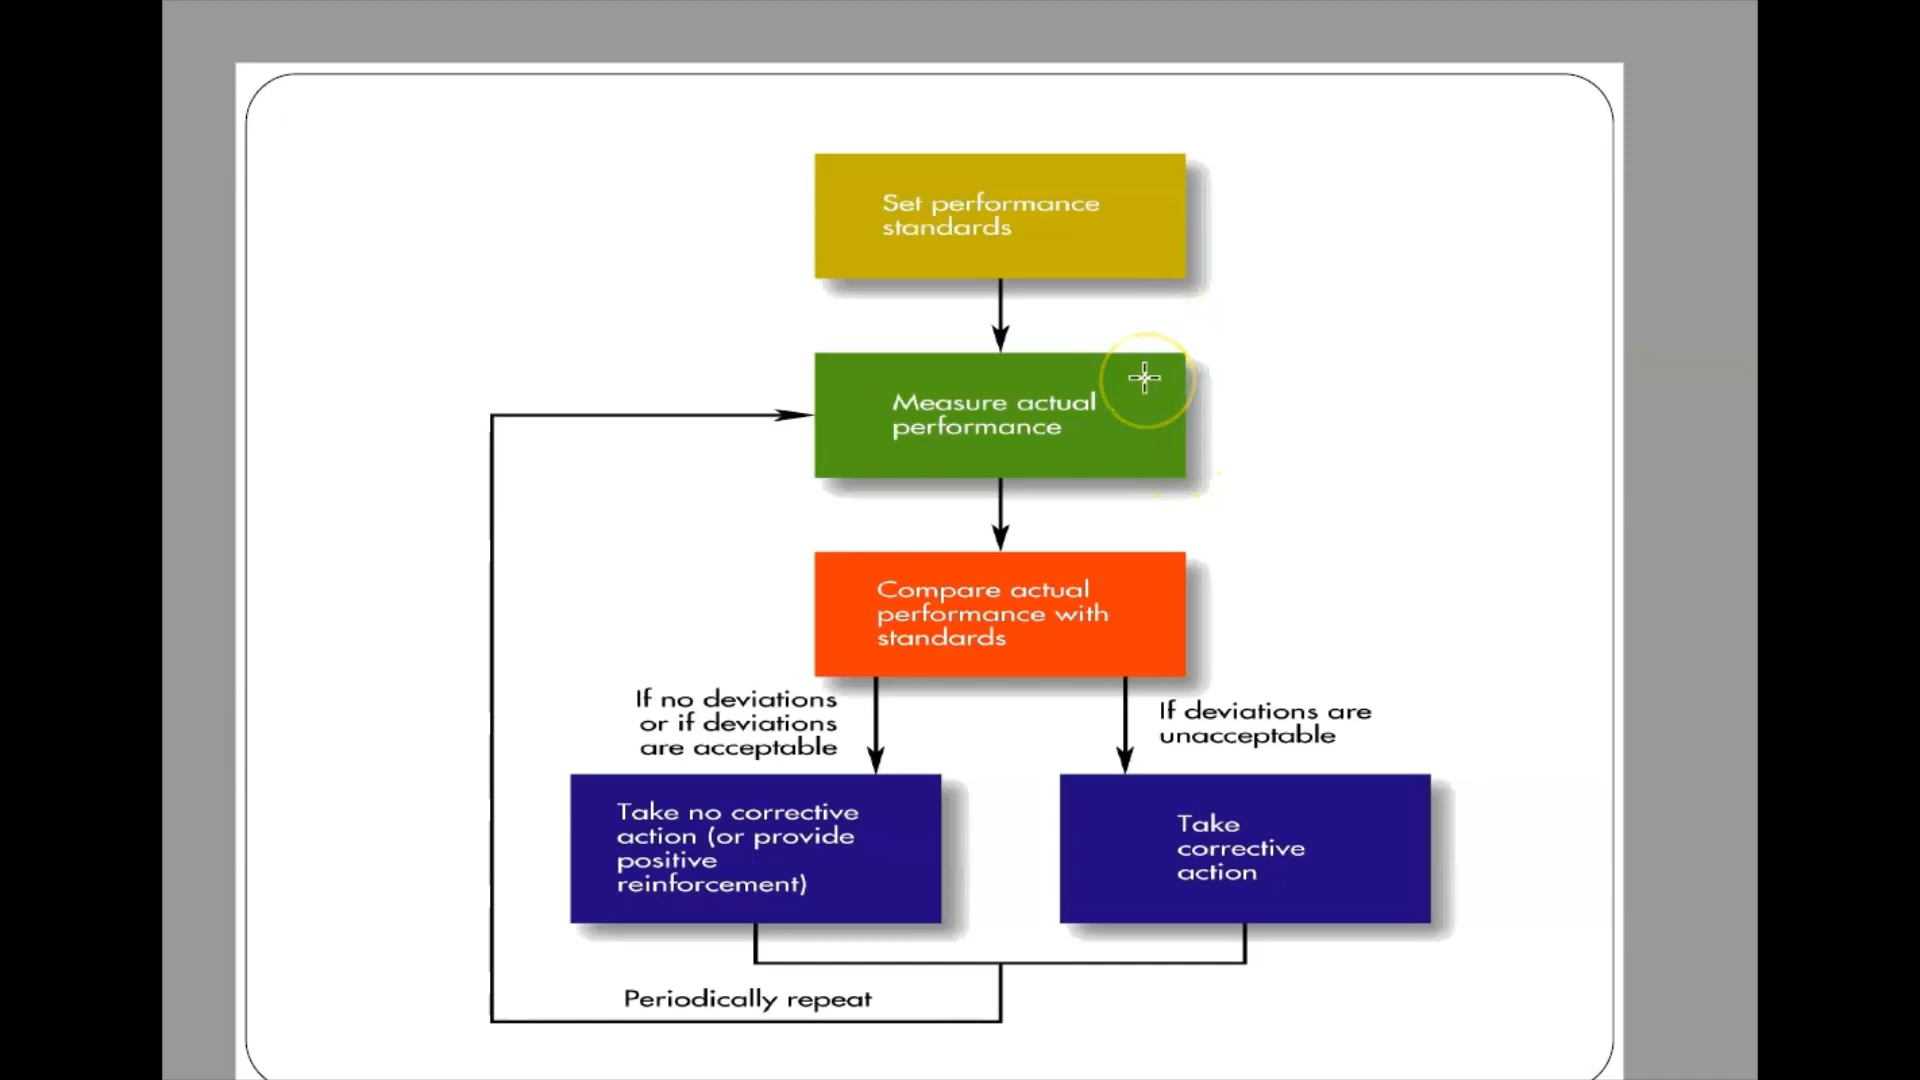 Set performance
standards
Measure actual
performance
Compare actual
performance with
standards
If no deviations
or if deviations
are acceptable
If deviations are
unacceptable
Take no corrective
action (or provide
positive
reinforcement)
Take
corrective
action
Periodically repeat